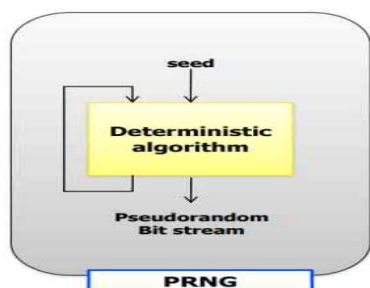 seed
Deterministic
algorithm
Pseudorandom
Bit stream
PRNG